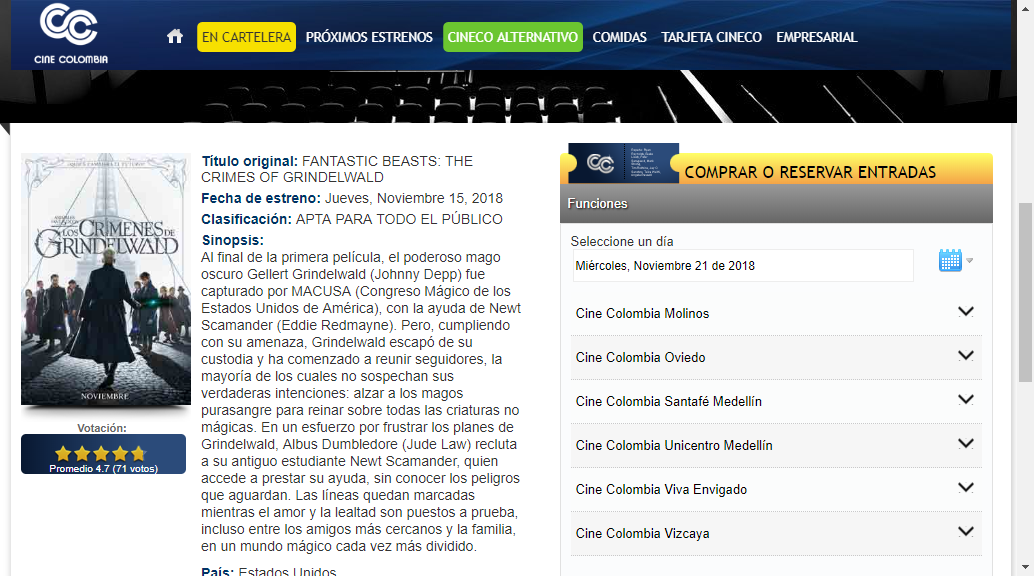 CINE COLOMBIA
EN CARTELERA PRÓXIMOS ESTRENOS CINECO ALTERNATIVO COMIDAS TARJETA CINECO EMPRESARIAL
LOS CRÍMENES DE
GRINDELWALD
NOVIEMBRE
Votación:
Promedio 4.7 (71 votos)
Título original: FANTASTIC BEASTS: THE
CRIMES OF GRINDELWALD
Fecha de estreno: Jueves, Noviembre 15, 2018
Clasificación: APTA PARA TODO EL PÚBLICO
Sinopsis:
Al final de la primera película, el poderoso mago
oscuro Gellert Grindelwald (Johnny Depp) fue
capturado por MACUSA (Congreso Mágico de los
Estados Unidos de América), con la ayuda de Newt
Scamander (Eddie Redmayne). Pero, cumpliendo
con su amenaza, Grindelwald escapó de su
custodia y ha comenzado a reunir seguidores, la
mayoría de los cuales no sospechan sus
verdaderas intenciones: alzar a los magos
purasangre para reinar sobre todas las criaturas no
mágicas. En un esfuerzo por frustrar los planes de
Grindelwald, Albus Dumbledore (Jude Law) recluta
a su antiguo estudiante Newt Scamander, quien
accede a prestar su ayuda, sin conocer los peligros
que aguardan. Las líneas quedan marcadas
mientras el amor y la lealtad son puestos a prueba,
incluso entre los amigos más cercanos y la familia,
en un mundo mágico cada vez más dividido.
País: Estados Unidos
COMPRAR O RESERVAR ENTRADAS
Funciones
Seleccione un día
Miércoles, Noviembre 21 de 2018
Cine Colombia Molinos
Cine Colombia Oviedo
Cine Colombia Santafé Medellín
Cine Colombia Unicentro Medellín
Cine Colombia Viva Envigado
Cine Colombia Vizcaya